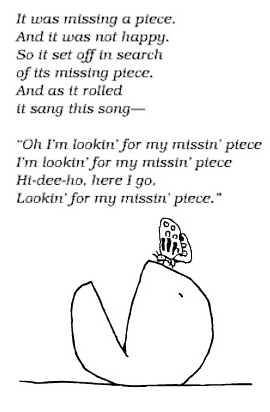 It was missing a piece.
And it was not happy.
So it set off in search
of its missing piece.
And as it rolled
it sang this song—
“Oh I'm lookin' for my missin' piece
I'm lookin' for my missin' piece
Hi-dee-ho, here I go,
Lookin' for my missin' piece.”